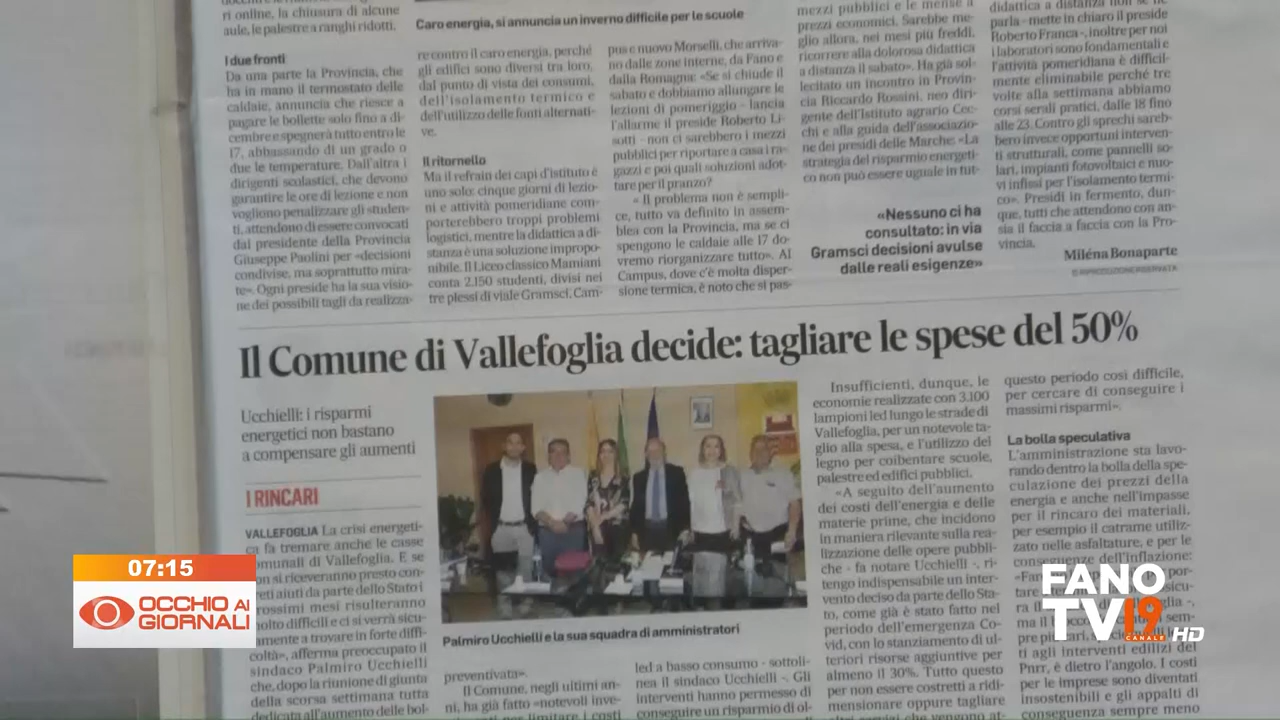 ri online, la chiusura di alcune
aule, le palestre a ranghi ridotti.
I due fronti
Da una parte la Provincia, che
ha in mano il termostato delle
caldaie, annuncia che riesce a
pagare le bollette solo fino a di-
cembre e spegnerà tutto entro le
17, abbassando di un grado o
due le temperature. Dall'altra i
dirigenti scolastici, che devono
garantire le ore di lezione e non
vogliono penalizzare gli studen-
ti, attendono di essere convocati
dal presidente della Provincia
Giuseppe Paolini per «decisioni
condivise, ma soprattutto mira-
te». Ogni preside ha la sua visio-
ne dei possibili tagli da realizza-
Caro energia, si annuncia un inverno difficile per le scuole
re contro il caro energia, perché
gli edifici sono diversi tra loro,
dal punto di vista dei consumi,
dell'isolamento termico e
dell'utilizzo delle fonti alternati-
ve.
Il ritornello
Ma il refrain dei capi d'istituto è
uno solo: cinque giorni di lezio-
ni e attività pomeridiane com-
porterebbero troppi problemi
logistici, mentre la didattica a di-
stanza è una soluzione impropo-
nibile. Il Liceo classico Mamiani
conta 2.150 studenti, divisi nei
tre plessi di viale Gramsci, Cam-
pus e nuovo Morselli, che arriva-
no dalle zone interne, da Fano e
dalla Romagna: «Se si chiude il
sabato e dobbiamo allungare le
lezioni di pomeriggio - lancia
l'allarme il preside Roberto Li-
sotti - non ci sarebbero i mezzi
pubblici per riportare a casa i ra-
gazzi e poi quali soluzioni adot-
tare per il pranzo?
« Il problema non è sempli-
ce, tutto va definito in assem-
blea con la Provincia, ma se ci
spengono le caldaie alle 17 do-
vremo riorganizzare tutto». Al
Campus, dove c'è molta disper-
sione termica, è noto che si pas-
mezzi pubblici e le mense a
prezzi economici. Sarebbe me-
glio allora, nei mesi più freddi,
ricorrere alla dolorosa didattica
a distanza il sabato». Ha già sol-
lecitato un incontro in Provin-
cia Riccardo Rossini, neo diri-
gente dell'Istituto agrario Cec-
chi e alla guida dell'associazio-
ne dei presidi delle Marche: «La
strategia del risparmio energeti-
co non può essere uguale in tut-
«Nessuno ci ha
consultato: in via
Gramsci decisioni avulse
dalle reali esigenze»
didattica a distanza non se ne
parla - mette in chiaro il preside
Roberto Franca -, inoltre per noi
i laboratori sono fondamentali e
l'attività pomeridiana è difficil-
mente eliminabile perché tre
volte alla settimana abbiamo
corsi serali pratici, dalle 18 fino
alle 23. Contro gli sprechi sareb-
bero invece opportuni interven-
ti strutturali, come pannelli so-
lari, impianti fotovoltaici e nuo-
vi infissi per l'isolamento termi-
co». Presidi in fermento, dun-
que, tutti che attendono con an-
sia il faccia a faccia con la Pro-
vincia.
Miléna Bonaparte
© RIPRODUZIONE RISERVATA
Il Comune di Vallefoglia decide: tagliare le spese del 50%
Ucchielli: i risparmi
energetici non bastano
a compensare gli aumenti
I RINCARI
VALLEFOGLIA La crisi energeti-
ca fa tremare anche le casse
comunali di Vallefoglia. E se
non si riceveranno presto con-
aiuti da parte dello Stato i
prossimi mesi risulteranno
molto difficili e ci si verrà
a trovare in forte diffi-
coltà», afferma preoccupato il
sindaco Palmiro Ucchielli
che, dopo la riunione di giunta
della scorsa settimana tutta
dedicata all'aumento delle bol-
Palmiro Ucchielli e la sua squadra di amministratori
preventivata».
Il Comune, negli ultimi an-
ni, ha già fatto «notevoli inve-
limitare i costi
led a basso consumo - sottoli-
nea il sindaco Ucchielli -. Gli
interventi hanno permesso di
conseguire un risparmio di ol-
Insufficienti, dunque, le
economie realizzate con 3.100
lampioni led lungo le strade di
Vallefoglia, per un notevole ta-
glio alla spesa, e l'utilizzo del
legno per coibentare scuole,
palestre ed edifici pubblici.
«A seguito dell'aumento
dei costi dell'energia e delle
materie prime, che incidono
in maniera rilevante sulla rea-
lizzazione delle opere pubbli-
che - fa notare Ucchielli -, ri-
tengo indispensabile un inter-
vento deciso da parte dello Sta-
to, come già è stato fatto nel
periodo dell'emergenza Co-
vid, con lo stanziamento di ul-
teriori risorse aggiuntive per
almeno il 30%. Tutto questo
per non essere costretti a ridi-
mensionare oppure tagliare
questo periodo così difficile,
per cercare di conseguire i
massimi risparmi».
La bolla speculativa
L'amministrazione sta lavo-
rando dentro la bolla della spe-
culazione dei prezzi della
energia e anche nell'impasse
per il rincaro dei materiali,
per esempio il catrame utiliz-
zato nelle asfaltature, e per le
conseguenze dell'inflazione:
ti agli interventi edilizi del
Pnrr, è dietro l'angolo. I costi
per le imprese sono diventati
insostenibili e gli appalti di
conseguenza sempre meno
07:15
OCCHIO AI
GIORNALI
FANO
TV 19
CANALE HD